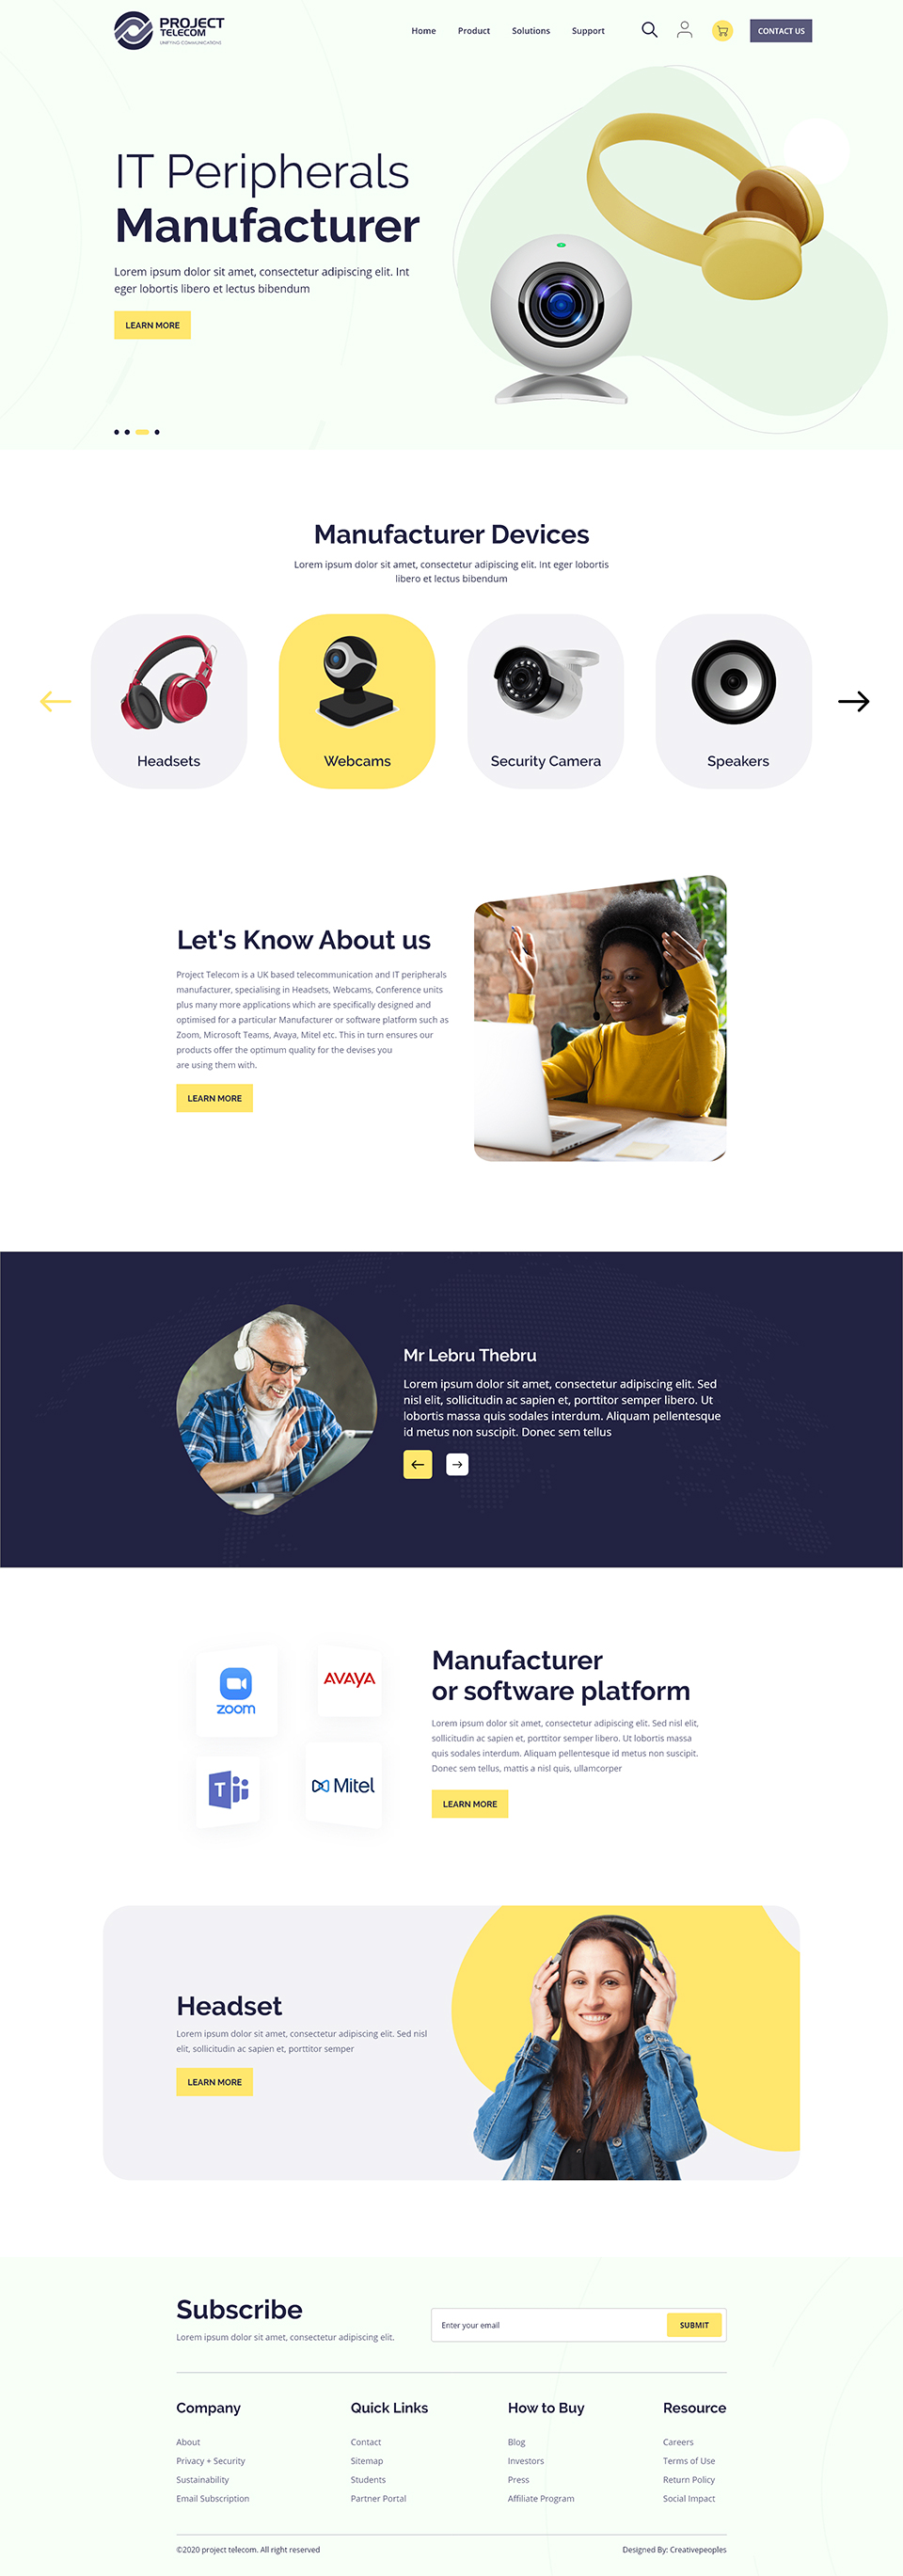 PROJECT
TELECOM
UNIFYING COMMUNICATIONS
Home Product Solutions Support CONTACT US
IT Peripherals
Manufacturer
Lorem ipsum dolor sit amet, consectetur adipiscing elit. Int
eger lobortis libero et lectus bibendum
LEARN MORE
Manufacturer Devices
Lorem ipsum dolor sit amet, consectetur adipiscing elit. Int eger lobortis
libero et lectus bibendum
Headsets Webcams Security Camera Speakers
Let's Know About us
Project Telecom is a UK based telecommunication and IT peripherals
manufacturer, specialising in Headsets, Webcams, Conference units
plus many more applications which are specifically designed and
optimised for a particular Manufacturer or software platform such as
Zoom, Microsoft Teams, Avaya, Mitel etc. This in turn ensures our
products offer the optimum quality for the devises you
are using them with.
LEARN MORE
Mr Lebru Thebru
Lorem ipsum dolor sit amet, consectetur adipiscing elit. Sed
nisl elit, sollicitudin ac sapien et, porttitor semper libero. Ut
lobortis massa quis sodales interdum. Aliquam pellentesque
id metus non suscipit. Donec sem tellus
zoom
AVAYA
T
Mitel
Manufacturer
or software platform
Lorem ipsum dolor sit amet, consectetur adipiscing elit. Sed nisl elit,
sollicitudin ac sapien et, porttitor semper libero. Ut lobortis massa
quis sodales interdum. Aliquam pellentesque id metus non suscipit.
Donec sem tellus, mattis a nisl quis, ullamcorper
LEARN MORE
Headset
Lorem ipsum dolor sit amet, consectetur adipiscing elit. Sed nisl
elit, sollicitudin ac sapien et, porttitor semper
LEARN MORE
Subscribe
Lorem ipsum dolor sit amet, consectetur adipiscing elit.
Enter your email SUBMIT
Company Quick Links How to Buy Resource
About Contact Blog Careers
Privacy + Security Sitemap Investors Terms of Use
Sustainability Students Press Return Policy
Email Subscription Partner Portal Affiliate Program Social Impact
©2020 project telecom. All right reserved Designed By: Creativepeoples